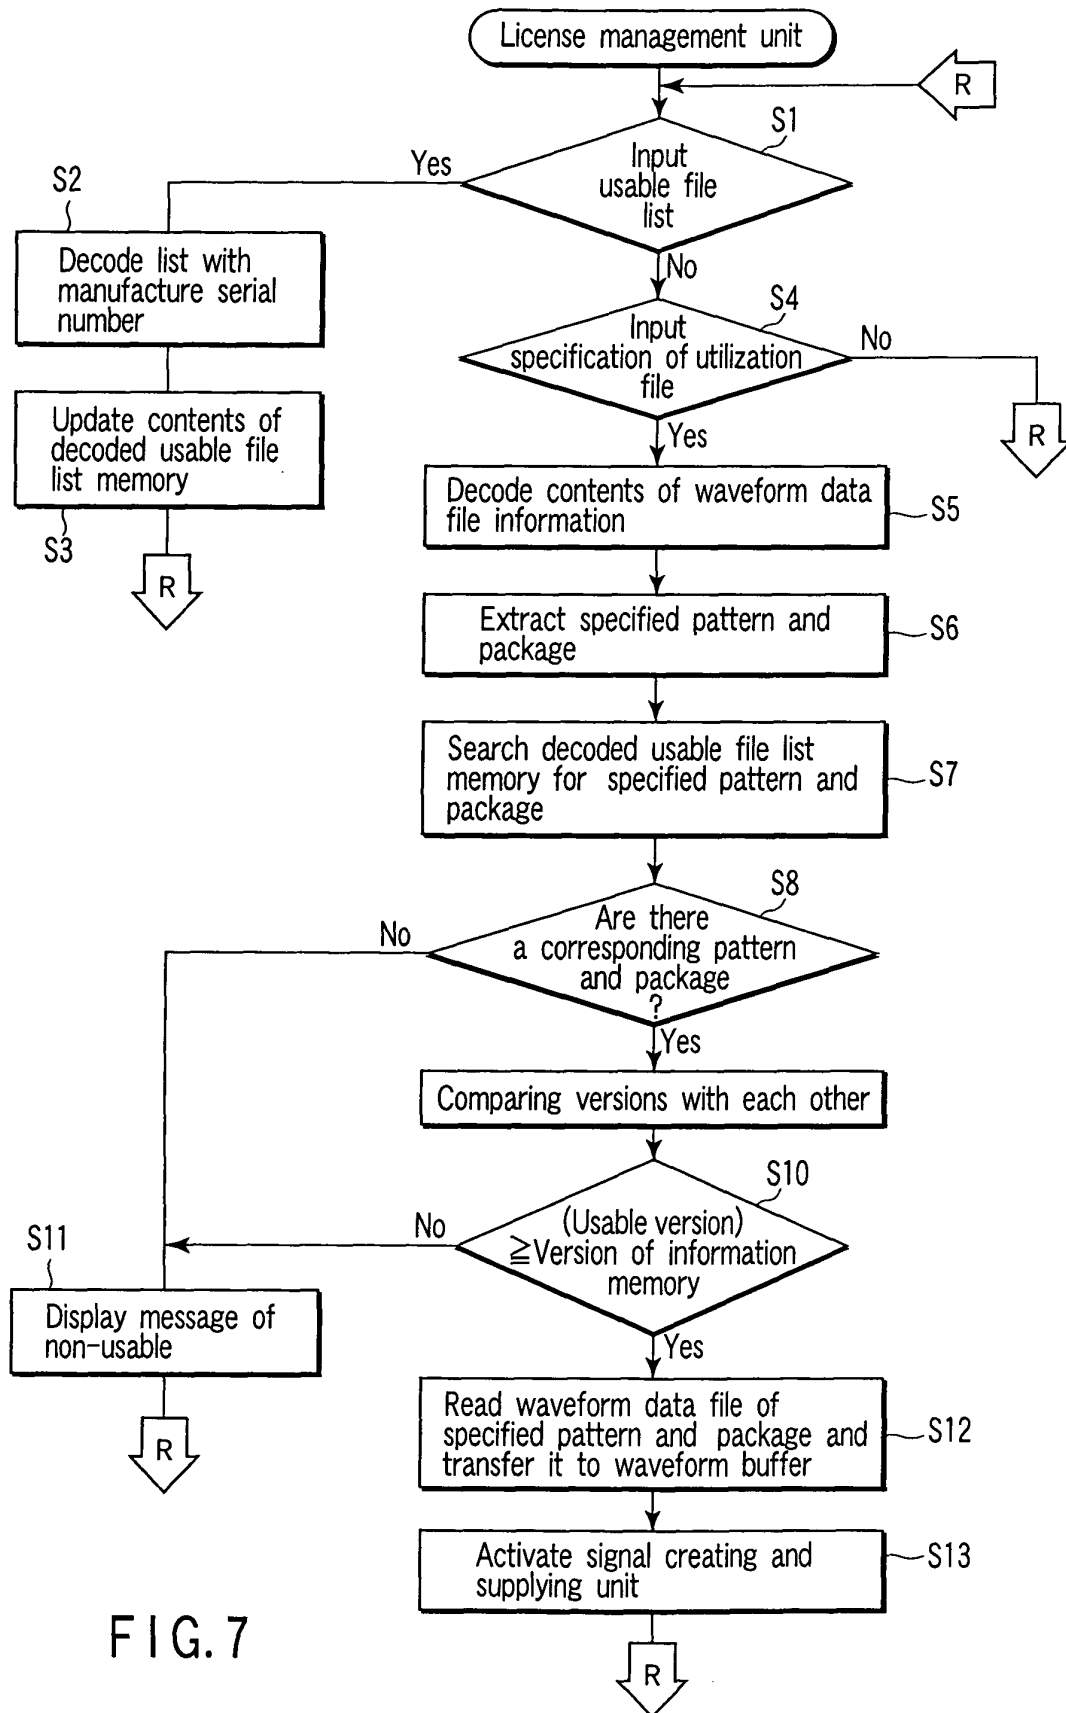 License management unit
R
S1
Input
usable file
list
Yes
No
S2
Decode list with
manufacture serial
number
Update contents of
decoded usable file
list memory
S3
R
S4
Input
specification of utilization
file
No
R
Yes
Decode contents of waveform data
file information
S5
Extract specified pattern and
package
S6
Search decoded usable file list
memory for specified pattern and
package
S7
S8
Are there
a corresponding pattern
and package
?
No
Yes
Comparing versions with each other
S10
(Usable version)
≧Version of information
memory
No
Yes
S11
Display message of
non-usable
R
Read waveform data file of
specified pattern and package and
transfer it to waveform buffer
S12
Activate signal creating and
supplying unit
S13
R
FIG. 7